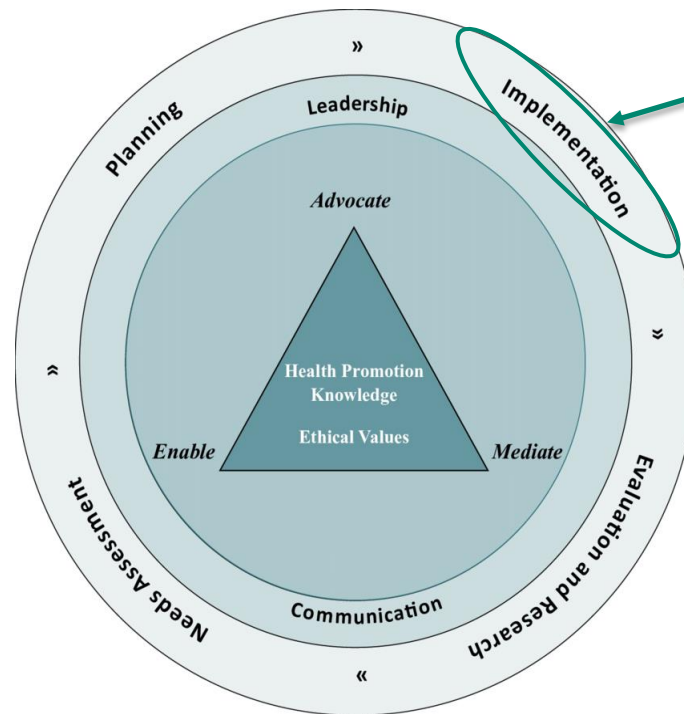 »
Planning
Implementation
Leadership
Advocate
Health Promotion
Knowledge
Ethical Values
»
»
Enable
Mediate
Needs Assessment
Evaluation and Research
Communication
»